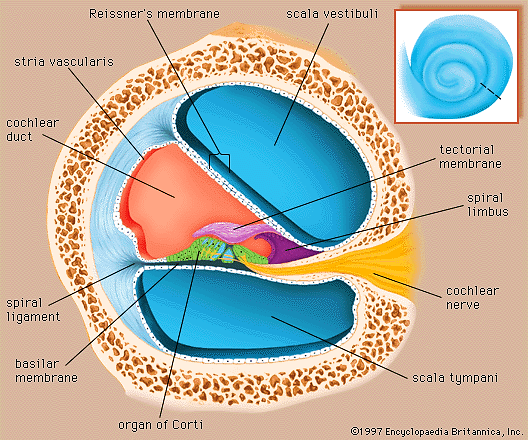 Reissner's membrane
scala vestibuli
stria vascularis
cochlear
duct
tectorial
membrane
spiral
limbus
cochlear
nerve
spiral
ligament
basilar
membrane
scala tympani
organ of Corti
©1997 Encyclopaedia Britannica, Inc.